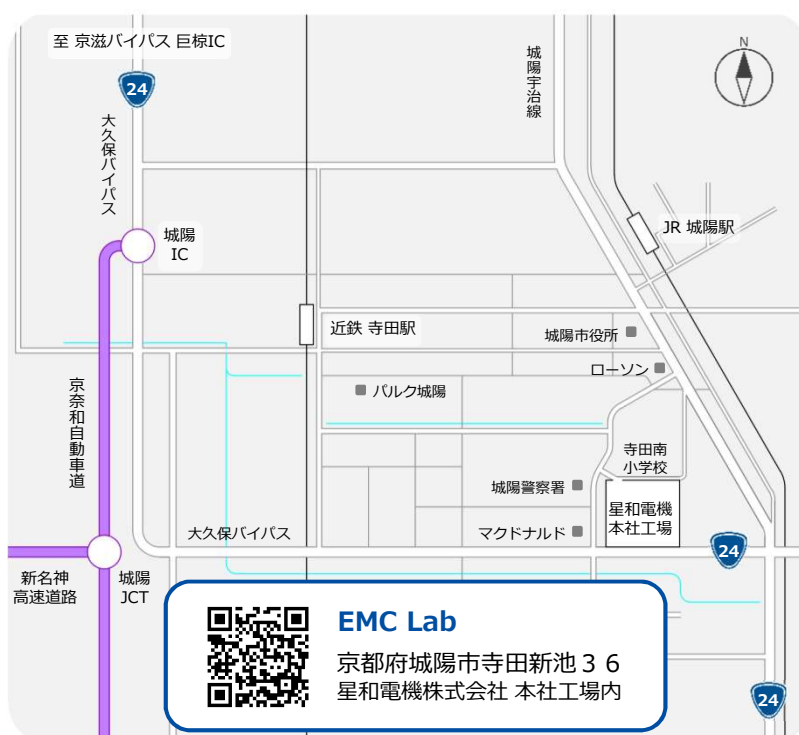 至 京滋バイパス 巨椋IC
24
大久保バイパス
城陽宇治線
N
城陽
IC
JR 城陽駅
近鉄 寺田駅
城陽市役所
ローソン
パルク城陽
京奈和自動車道
寺田南
小学校
城陽警察署
星和電機
本社工場
マクドナルド
大久保バイパス
24
新名神
高速道路
城陽
JCT
EMC Lab
京都府城陽市寺田新池３６
星和電機株式会社 本社工場内
24